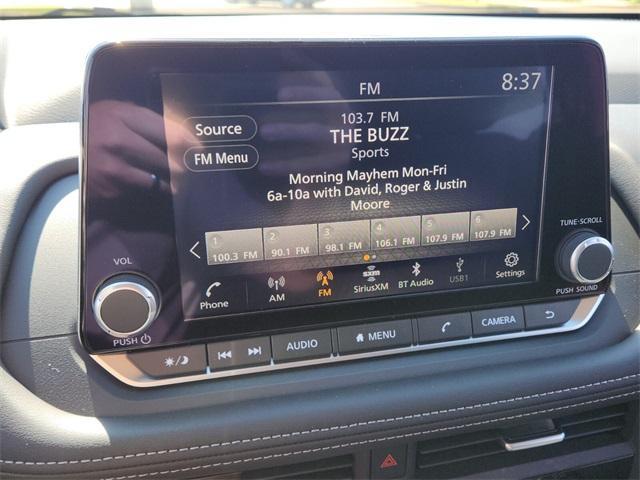 FM
8:37
Source
FM Menu
103.7 FM
THE BUZZ
Sports
Morning Mayhem Mon-Fri
6a-10a with David, Roger & Justin
Moore
1 2 3 4 5 6
100.3 FM 90.1 FM 98.1 FM 106.1 FM 107.9 FM 107.9 FM
Phone AM FM SiriusXM BT Audio USB1 Settings
VOL
PUSH
TUNE·SCROLL
PUSH SOUND
AUDIO MENU CAMERA